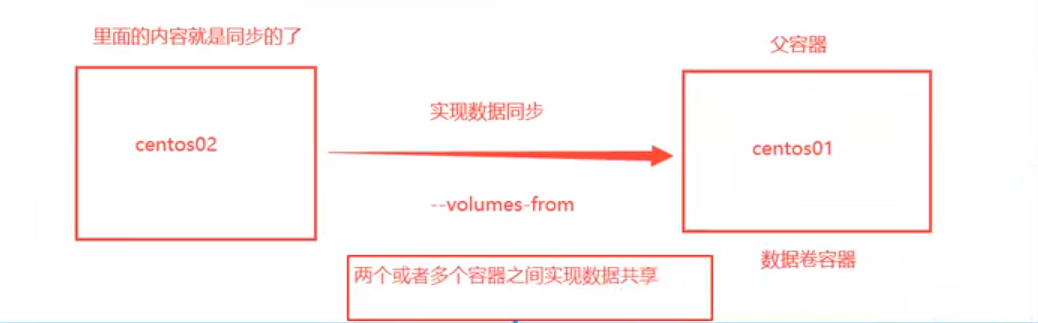 里面的内容就是同步的了
父容器
实现数据同步
centos02
centos01
--volumes-from
数据卷容器
两个或者多个容器之间实现数据共享